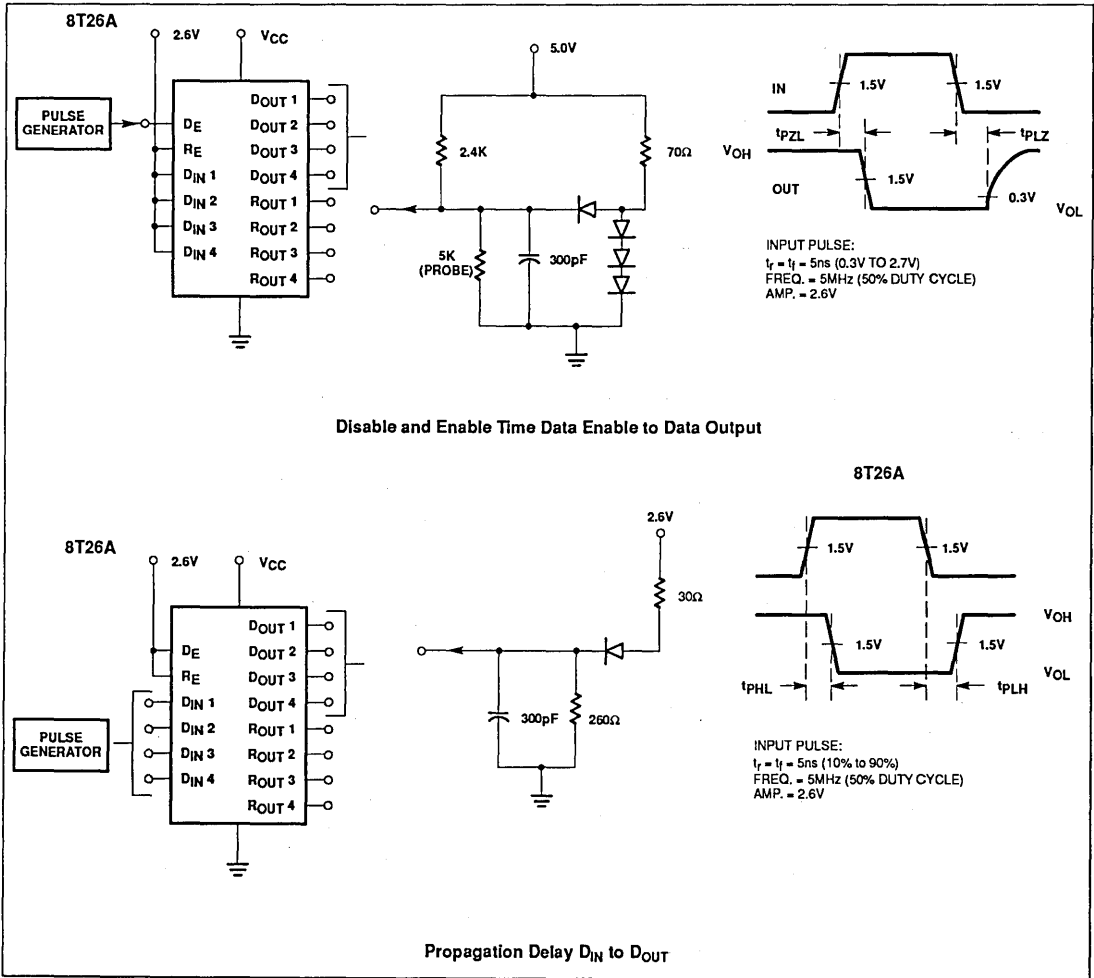 8T26A
2.6V
VCC
PULSE
GENERATOR
DE
RE
DIN 1
DIN 2
DIN 3
DIN 4
DOUT 1
DOUT 2
DOUT 3
DOUT 4
ROUT 1
ROUT 2
ROUT 3
ROUT 4
5.0V
2.4K
70Ω
5K
(PROBE)
300pF
IN
1.5V
1.5V
tPZL
tPLZ
VOH
OUT
1.5V
0.3V
VOL
INPUT PULSE:
tr = tf = 5ns (0.3V TO 2.7V)
FREQ. = 5MHz (50% DUTY CYCLE)
AMP. = 2.6V
Disable and Enable Time Data Enable to Data Output
8T26A
2.6V
VCC
PULSE
GENERATOR
DE
RE
DIN 1
DIN 2
DIN 3
DIN 4
DOUT 1
DOUT 2
DOUT 3
DOUT 4
ROUT 1
ROUT 2
ROUT 3
ROUT 4
2.6V
30Ω
300pF
260Ω
8T26A
1.5V
1.5V
VOH
1.5V
1.5V
VOL
tPHL
tPLH
INPUT PULSE:
tr = tf = 5ns (10% to 90%)
FREQ. = 5MHz (50% DUTY CYCLE)
AMP. = 2.6V
Propagation Delay DIN to DOUT